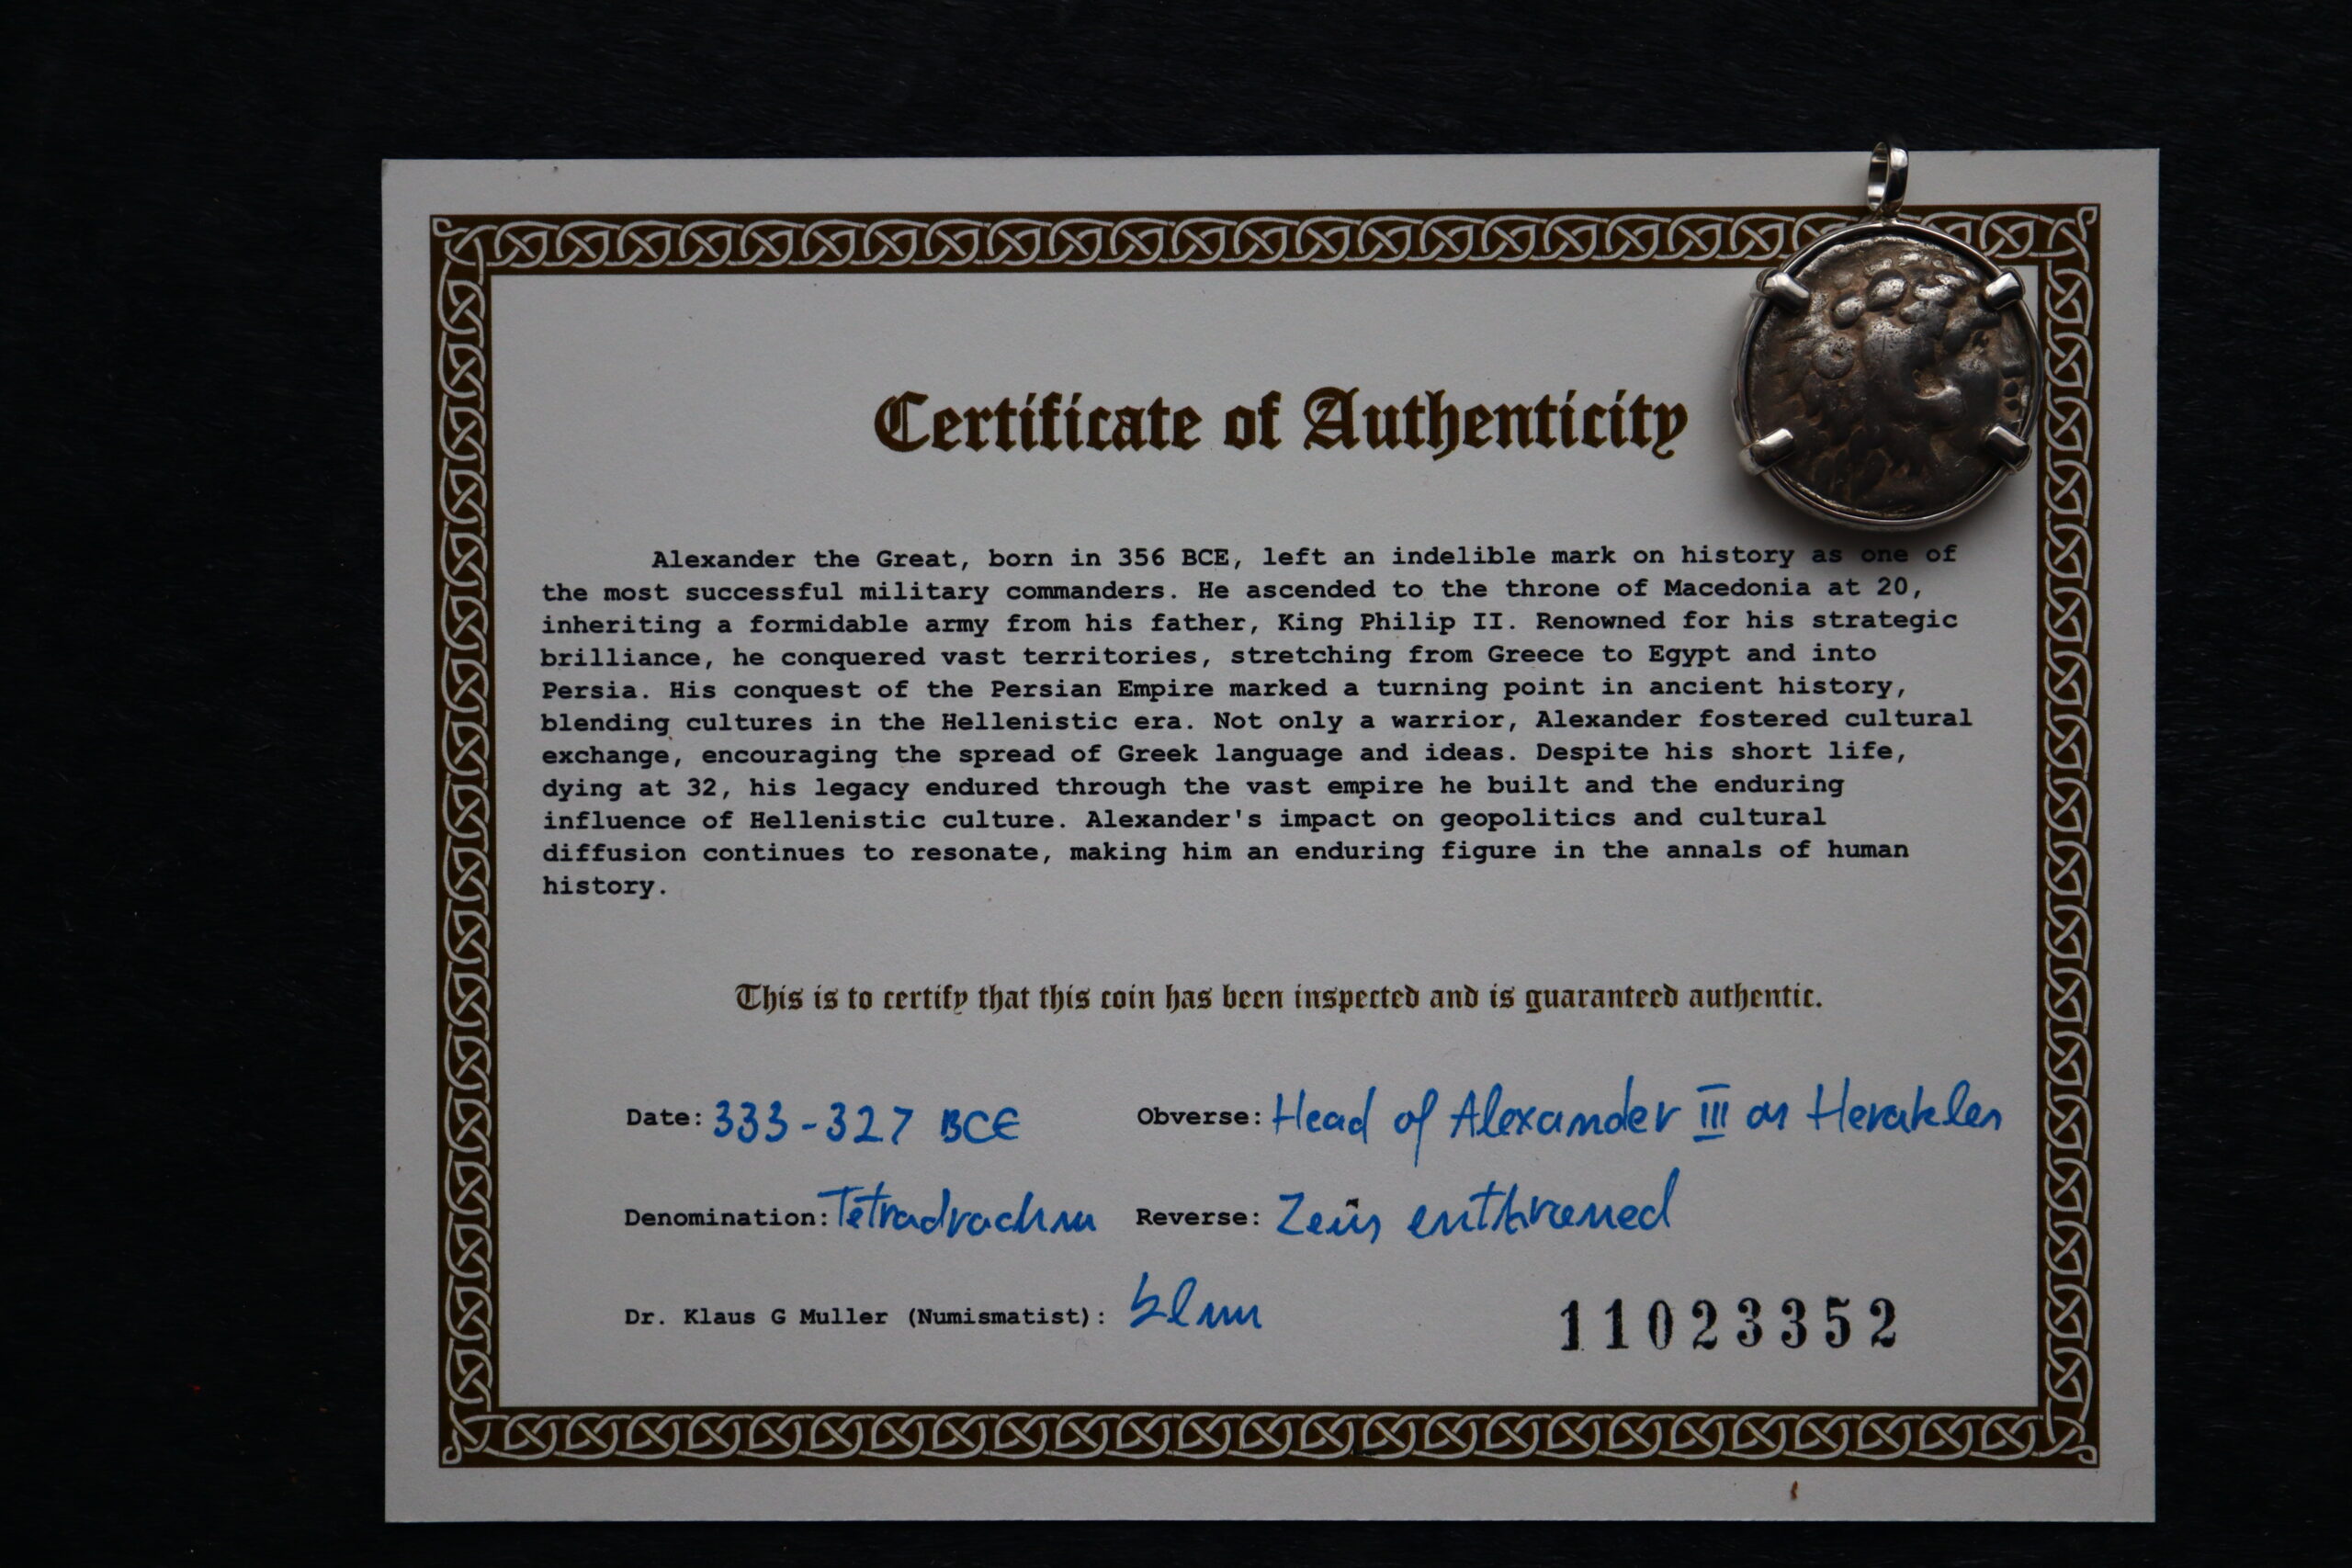 Certificate of Authenticity
Alexander the Great, born in 356 BCE, left an indelible mark on history as one of
the most successful military commanders. He ascended to the throne of Macedonia at 20,
inheriting a formidable army from his father, King Philip II. Renowned for his strategic
brilliance, he conquered vast territories, stretching from Greece to Egypt and into
Persia. His conquest of the Persian Empire marked a turning point in ancient history,
blending cultures in the Hellenistic era. Not only a warrior, Alexander fostered cultural
exchange, encouraging the spread of Greek language and ideas. Despite his short life,
dying at 32, his legacy endured through the vast empire he built and the enduring
influence of Hellenistic culture. Alexander's impact on geopolitics and cultural
diffusion continues to resonate, making him an enduring figure in the annals of human
history.
This is to certify that this coin has been inspected and is guaranteed authentic.
Date: 333-327 BCE Obverse: Head of Alexander III as Herakles
Denomination: Tetradrachm Reverse: Zeus enthroned
Dr. Klaus G Muller (Numismatist):
11023352